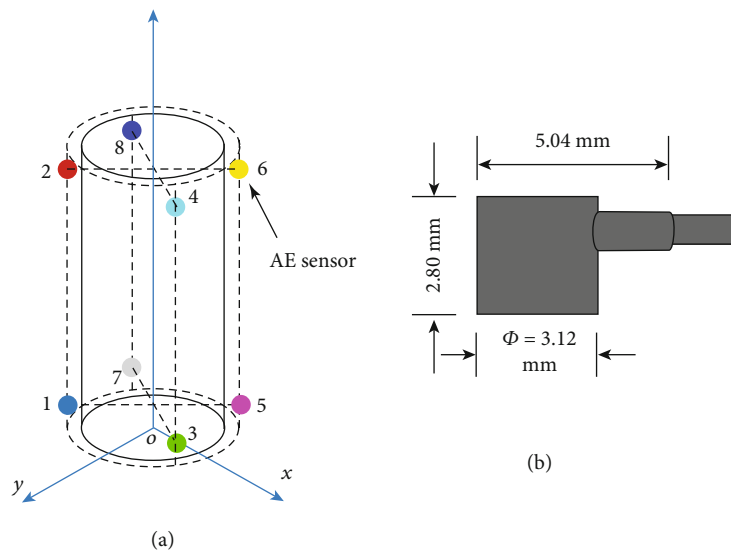 8
2
6
4
AE sensor
7
1
5
o
3
y
x
(a)
5.04 mm
2.80 mm
Φ = 3.12
mm
(b)